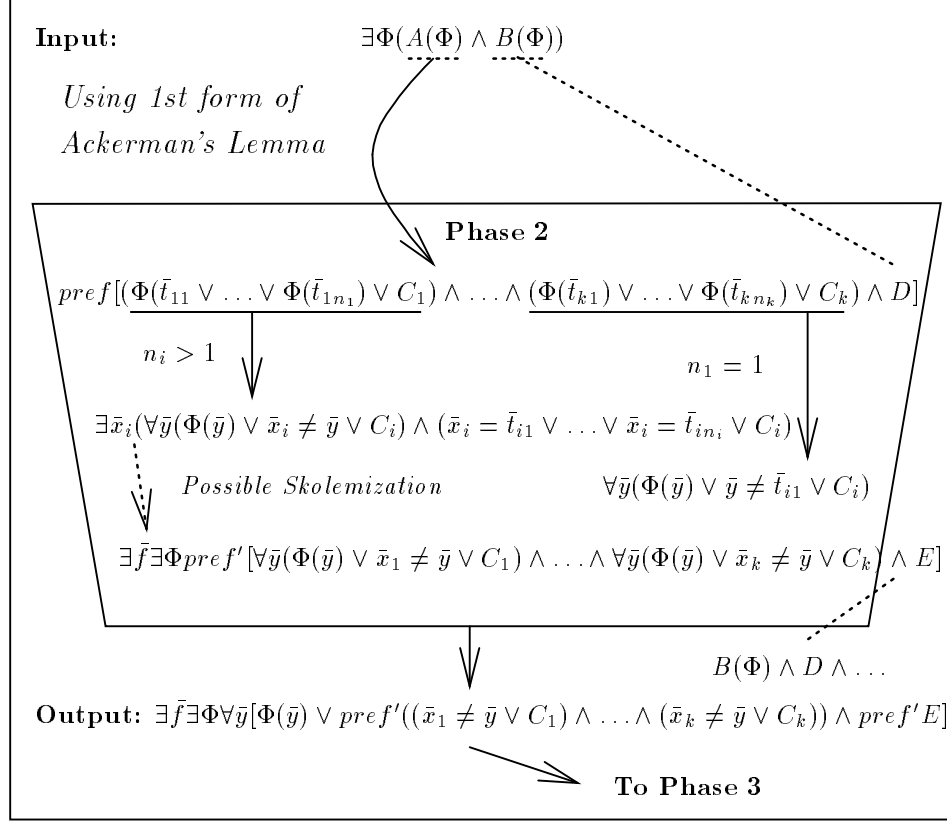 Input: ∃Φ(A(Φ) ∧ B(Φ))
Using 1st form of
Ackerman's Lemma
Phase 2
pref[(Φ(t̄₁₁ ∨ … ∨ Φ(t̄₁ₙ₁) ∨ C₁) ∧ … ∧ (Φ(t̄ₖ₁) ∨ … ∨ Φ(t̄ₖₙₖ) ∨ Cₖ) ∧ D]
nᵢ > 1
n₁ = 1
∃x̄ᵢ(∀ȳ(Φ(ȳ) ∨ x̄ᵢ ≠ ȳ ∨ Cᵢ) ∧ (x̄ᵢ = t̄ᵢ₁ ∨ … ∨ x̄ᵢ = t̄ᵢₙᵢ ∨ Cᵢ)
Possible Skolemization
∀ȳ(Φ(ȳ) ∨ ȳ ≠ t̄ᵢ₁ ∨ Cᵢ)
∃f̄∃Φpref′[∀ȳ(Φ(ȳ) ∨ x̄₁ ≠ ȳ ∨ C₁) ∧ … ∧ ∀ȳ(Φ(ȳ) ∨ x̄ₖ ≠ ȳ ∨ Cₖ) ∧ E]
B(Φ) ∧ D ∧ …
Output: ∃f̄∃Φ∀ȳ[Φ(ȳ) ∨ pref′((x̄₁ ≠ ȳ ∨ C₁) ∧ … ∧ (x̄ₖ ≠ ȳ ∨ Cₖ)) ∧ pref′E]
To Phase 3